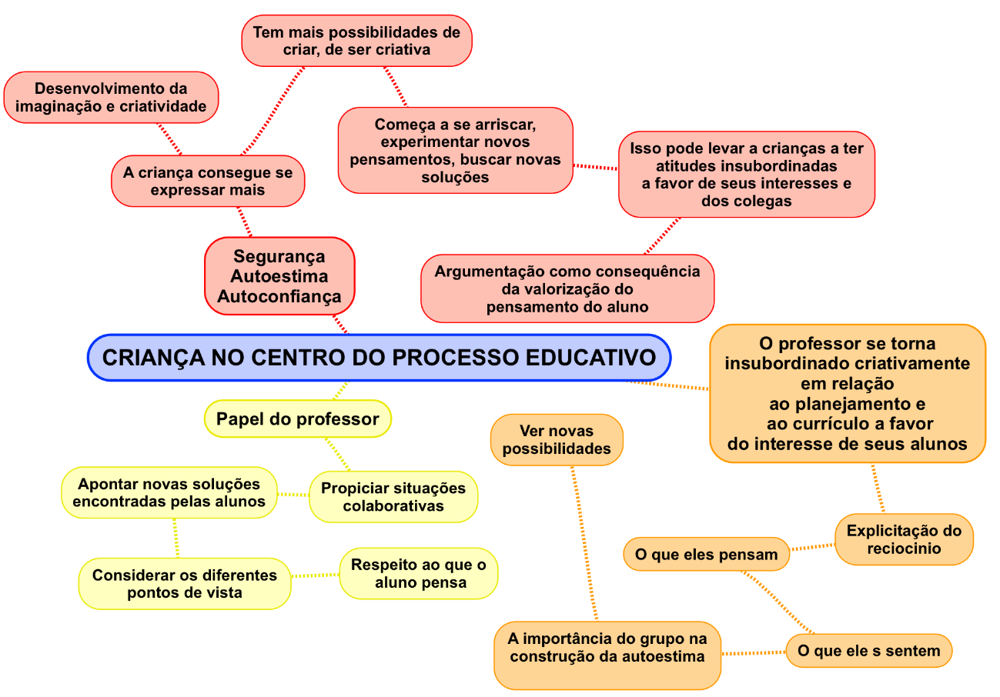 Tem mais possibilidades de
criar, de ser criativa
Desenvolvimento da
imaginação e criatividade
Começa a se arriscar,
experimentar novos
pensamentos, buscar novas
soluções
Isso pode levar a crianças a ter
atitudes insubordinadas
a favor de seus interesses e
dos colegas
A criança consegue se
expressar mais
Segurança
Autoestima
Autoconfiança
Argumentação como consequência
da valorização do
pensamento do aluno
CRIANÇA NO CENTRO DO PROCESSO EDUCATIVO
O professor se torna
insubordinado criativamente
em relação
ao planejamento e
ao currículo a favor
do interesse de seus alunos
Papel do professor
Ver novas
possibilidades
Apontar novas soluções
encontradas pelas alunos
Propiciar situações
colaborativas
Explicitação do
reciocinio
O que eles pensam
Considerar os diferentes
pontos de vista
Respeito ao que o
aluno pensa
A importância do grupo na
construção da autoestima
O que ele s sentem